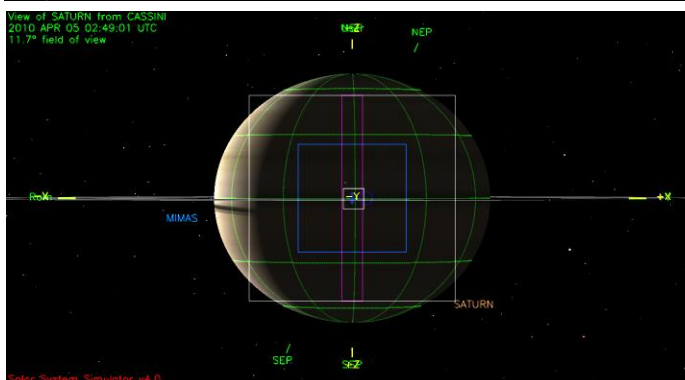 View of SATURN from CASSINI
2010 APR 05 02:49:01 UTC
11.7° field of view
NEP
-X
-Y
+X
MIMAS
SATURN
SEP
Solar System Simulator v4.0